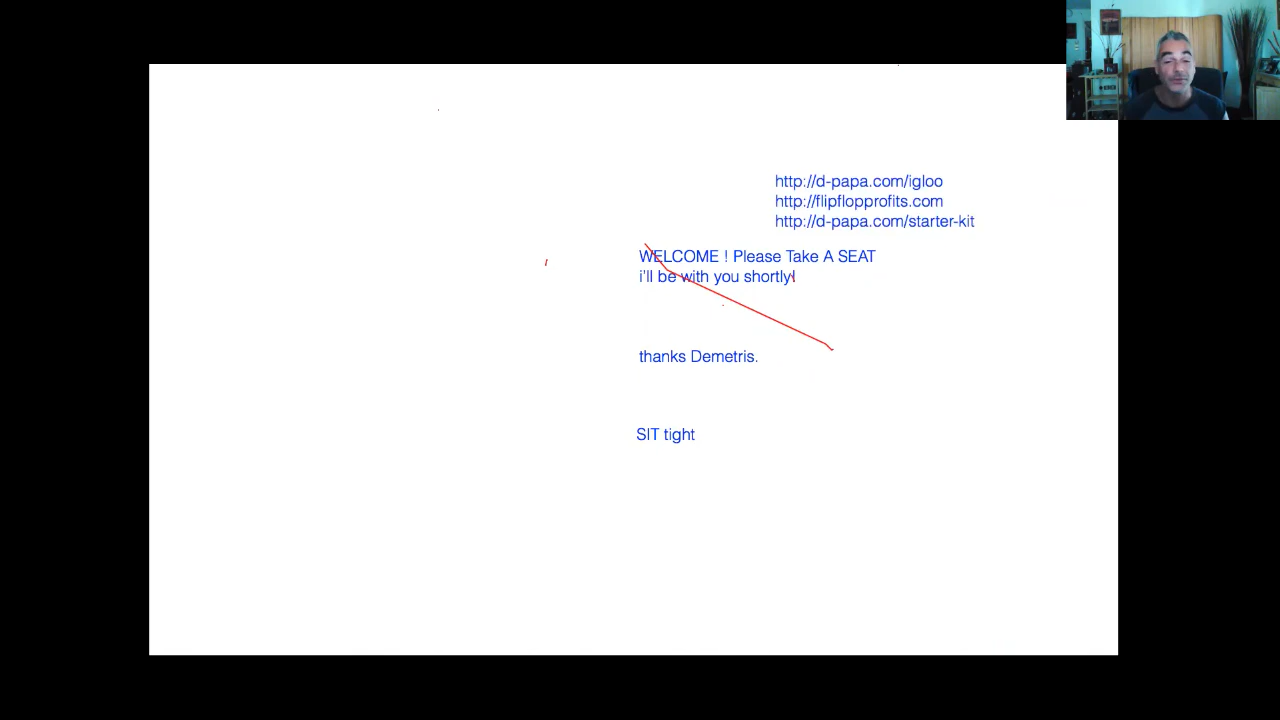 http://d-papa.com/igloo
http://flipflopprofits.com
http://d-papa.com/starter-kit
WELCOME ! Please Take A SEAT
i'll be with you shortly!
thanks Demetris.
SIT tight